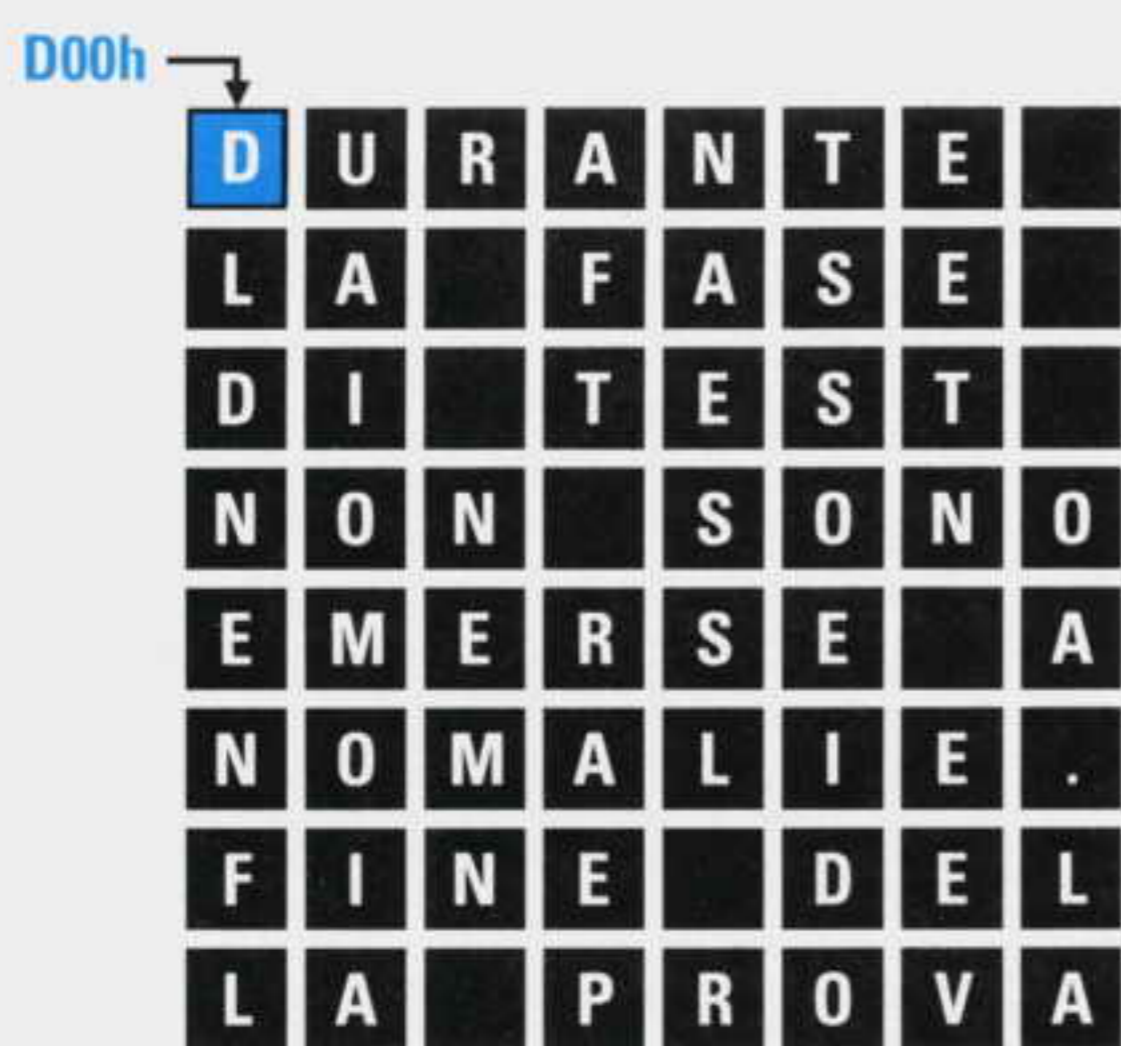 D00h
DURANTE
LA FASE
DI TEST
NON SONO
EMERSE A
NOMALIE.
FINE DEL
LA PROVA